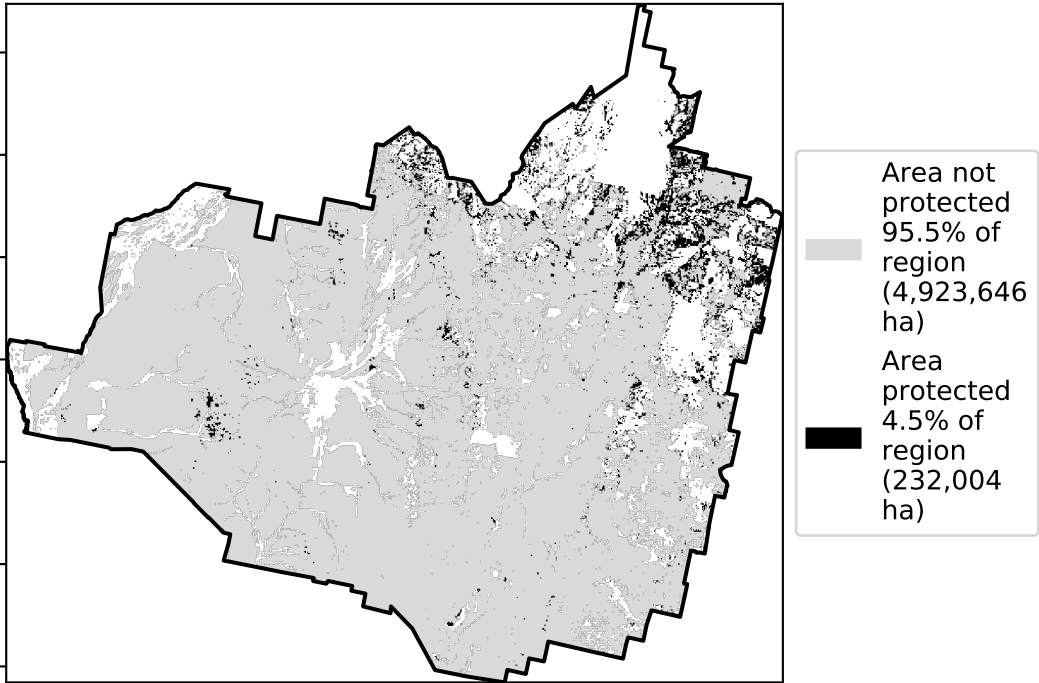 Area not
protected
95.5% of
region
(4,923,646
ha)
Area
protected
4.5% of
region
(232,004
ha)